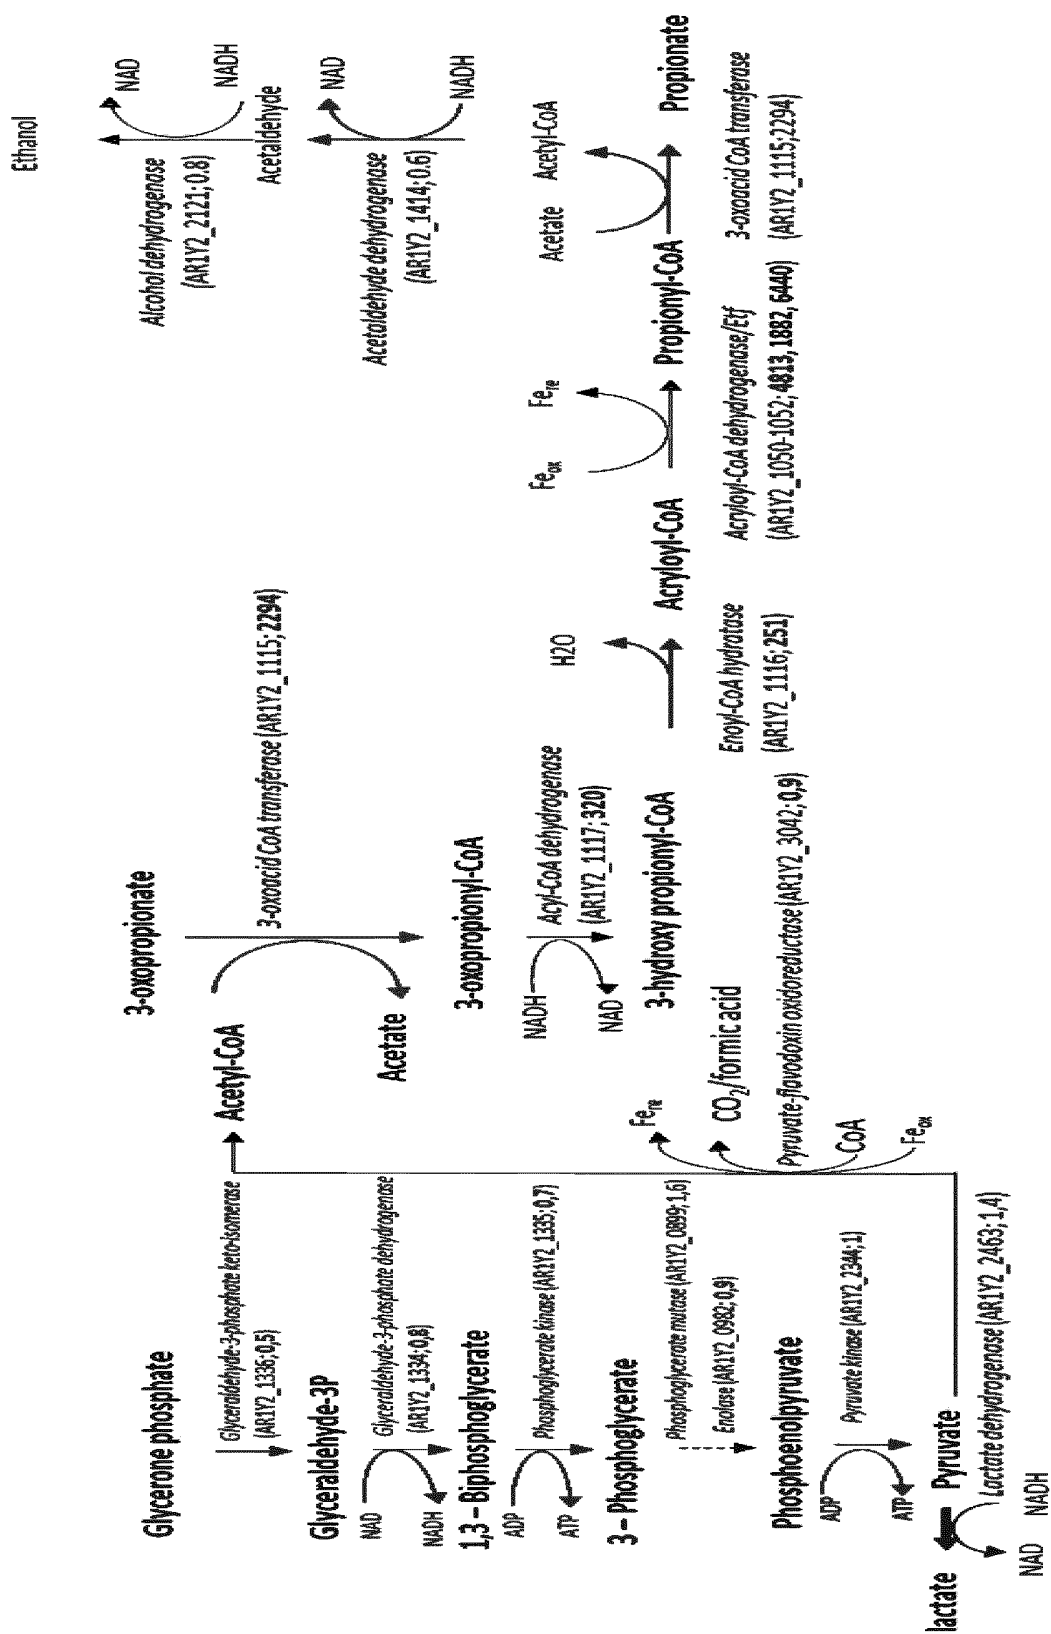 Glycerone phosphate
Glyceraldehyde-3-phosphate keto-isomerase
(AR1Y2_1336; 0,5)
Glyceraldehyde-3P
NAD
NADH
Glyceraldehyde-3-phosphate dehydrogenase
(AR1Y2_1334; 0,8)
1,3 – Biphosphoglycerate
ADP
ATP
Phosphoglycerate kinase (AR1Y2_1335; 0,7)
3 – Phosphoglycerate
Phosphoglycerate mutase (AR1Y2_0899; 1,6)
Enolase (AR1Y2_0982; 0,9)
Phosphoenolpyruvate
ADP
ATP
Pyruvate kinase (AR1Y2_2344; 1)
Pyruvate
lactate
NAD
NADH
Lactate dehydrogenase (AR1Y2_2463; 1,4)
Acetyl-CoA
FeTR
CO2/formic acid
Pyruvate-flavodoxin oxidoreductase (AR1Y2_3042; 0,9)
CoA
FeOX
3-oxopropionate
3-oxoacid CoA transferase (AR1Y2_1115; 2294)
Acetate
3-oxopropionyl-CoA
NADH
NAD
Acyl-CoA dehydrogenase
(AR1Y2_1117; 320)
3-hydroxy propionyl-CoA
H2O
Enoyl-CoA hydratase
(AR1Y2_1116; 251)
Acryloyl-CoA
FeOX
Fere
Acryloyl-CoA dehydrogenase/Etf
(AR1Y2_1050-1052; 4813, 1882, 6440)
Propionyl-CoA
Acetate
Acetyl-CoA
3-oxoacid CoA transferase
(AR1Y2_1115;2294)
Propionate
Ethanol
NAD
NADH
Alcohol dehydrogenase
(AR1Y2_2121; 0.8)
Acetaldehyde
NAD
NADH
Acetaldehyde dehydrogenase
(AR1Y2_1414; 0.6)